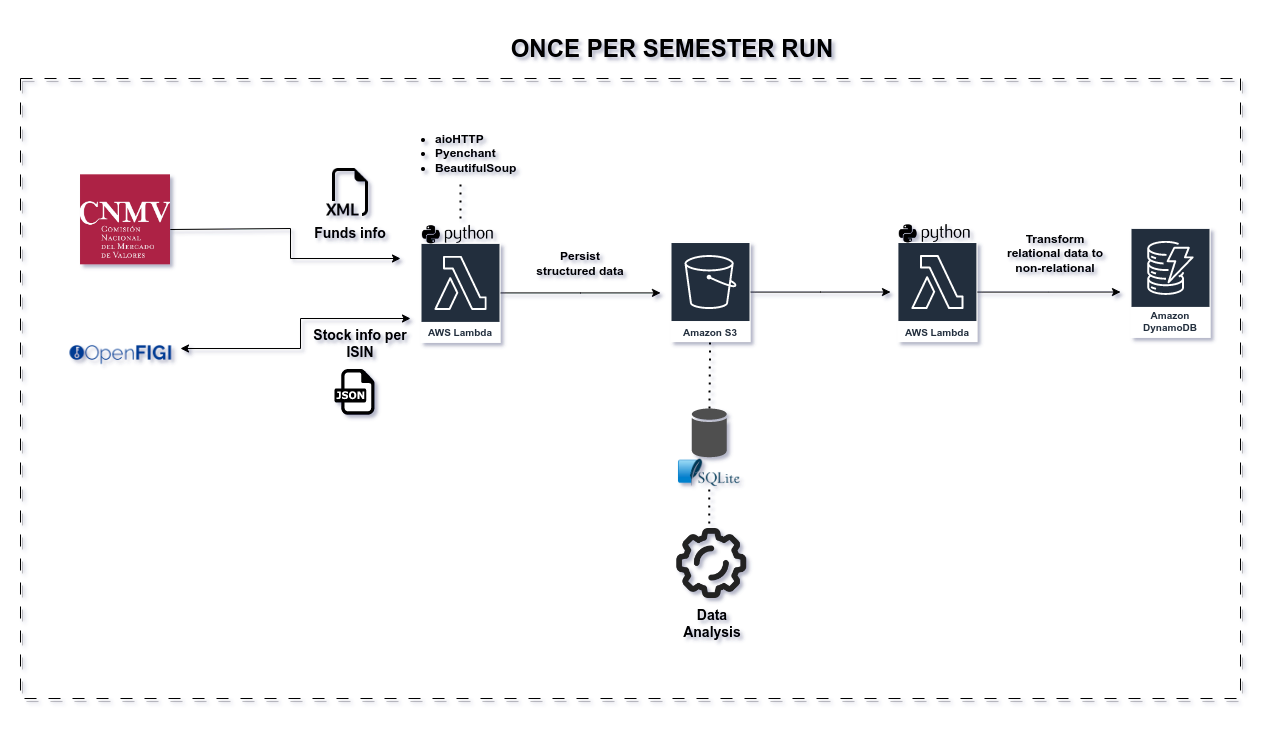 ONCE PER SEMESTER RUN
aioHTTP
Pyenchant
BeautifulSoup
CNMV
COMISIÓN
NACIONAL
DEL MERCADO
DE VALORES
XML
Funds info
python
AWS Lambda
Persist
structured data
Amazon S3
python
AWS Lambda
Transform
relational data to
non-relational
Amazon
DynamoDB
OpenFIGI
Stock info per
ISIN
JSON
SQLite
Data
Analysis